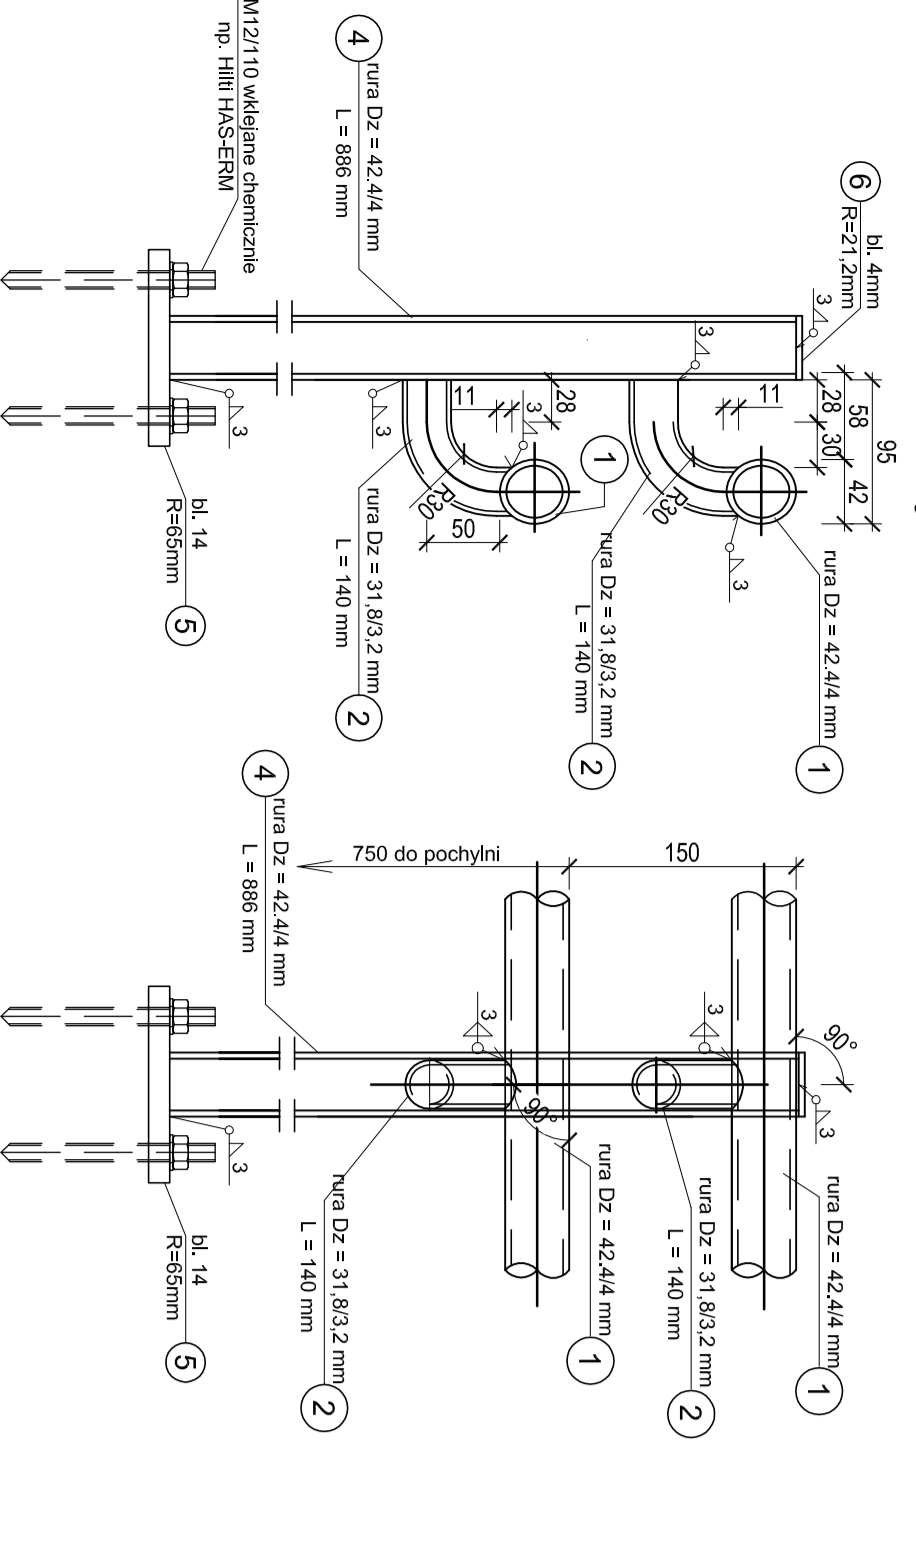 M12/110 wklejane chemicznie
np. Hilti HAS-ERM
4
rura Dz = 42.4/4 mm
L = 886 mm
6
bl. 4mm
R=21,2mm
3
3
3
3
3
3
28
11
11
28
30
58
42
95
R30
R30
50
1
rura Dz = 42.4/4 mm
1
rura Dz = 31,8/3,2 mm
L = 140 mm
2
rura Dz = 31,8/3,2 mm
L = 140 mm
2
bl. 14
R=65mm
5
4
rura Dz = 42.4/4 mm
L = 886 mm
750 do pochylni
150
90°
90°
3
3
3
3
rura Dz = 42.4/4 mm
1
rura Dz = 31,8/3,2 mm
L = 140 mm
2
rura Dz = 42.4/4 mm
1
rura Dz = 31,8/3,2 mm
L = 140 mm
2
bl. 14
R=65mm
5